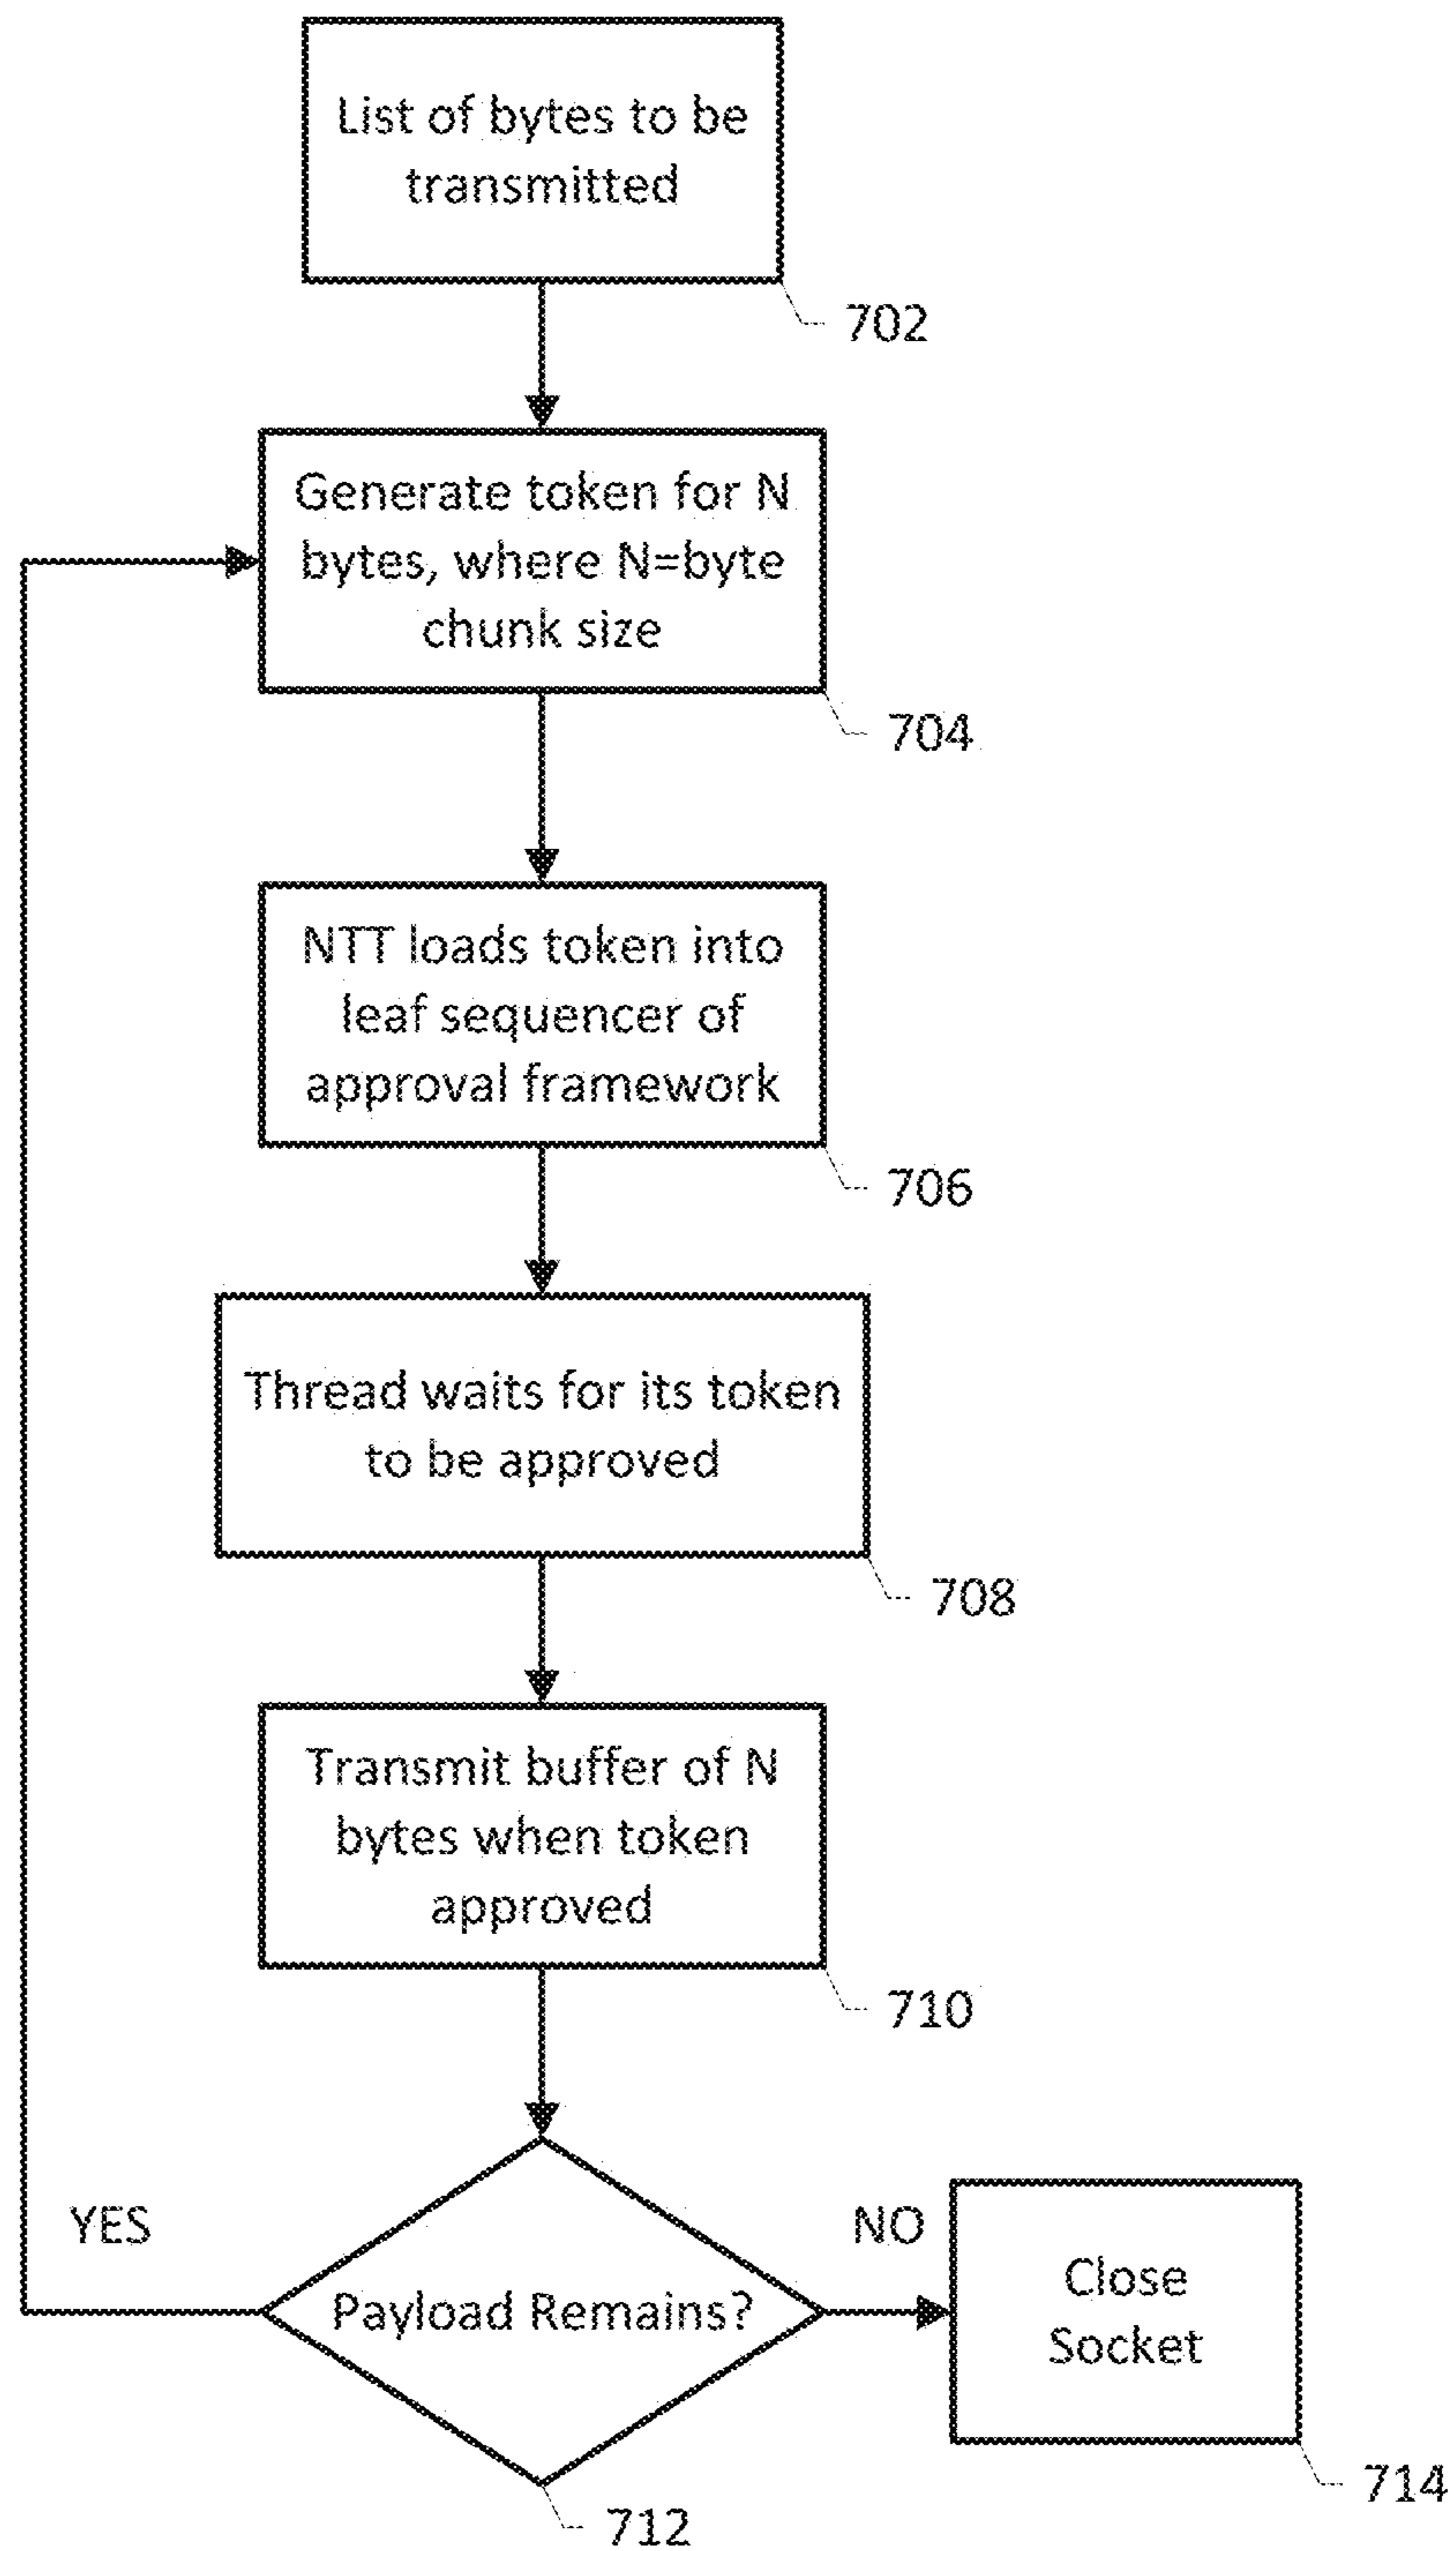 List of bytes to be
transmitted
702
Generate token for N
bytes, where N=byte
chunk size
704
NTT loads token into
leaf sequencer of
approval framework
706
Thread waits for its token
to be approved
708
Transmit buffer of N
bytes when token
approved
710
YES
NO
Payload Remains?
Close
Socket
714
712